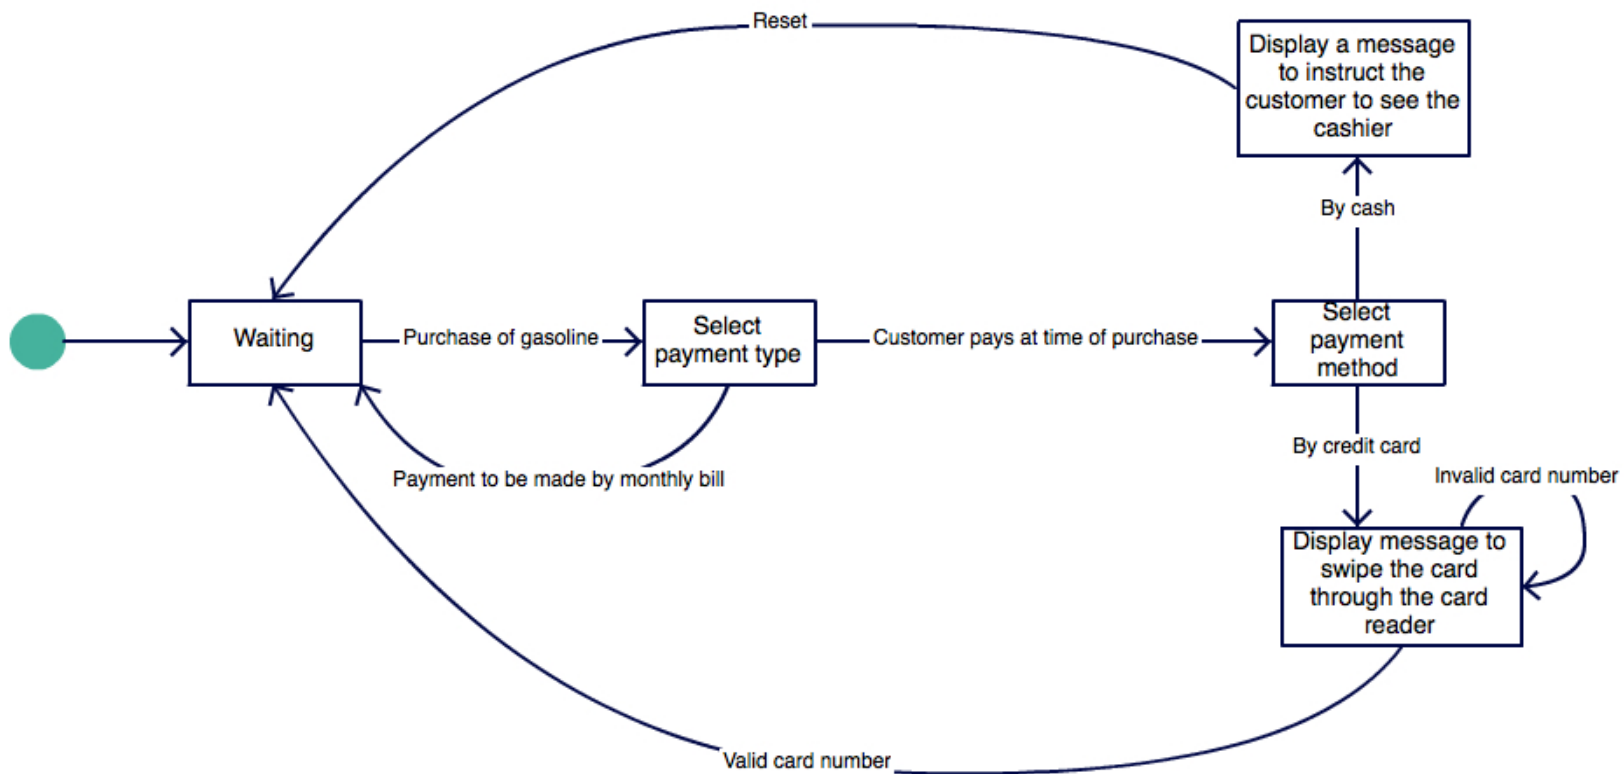 Reset
Display a message
to instruct the
customer to see the
cashier
By cash
Waiting
Purchase of gasoline
Select
payment type
Customer pays at time of purchase
Select
payment
method
Payment to be made by monthly bill
By credit card
Invalid card number
Display message to
swipe the card
through the card
reader
Valid card number